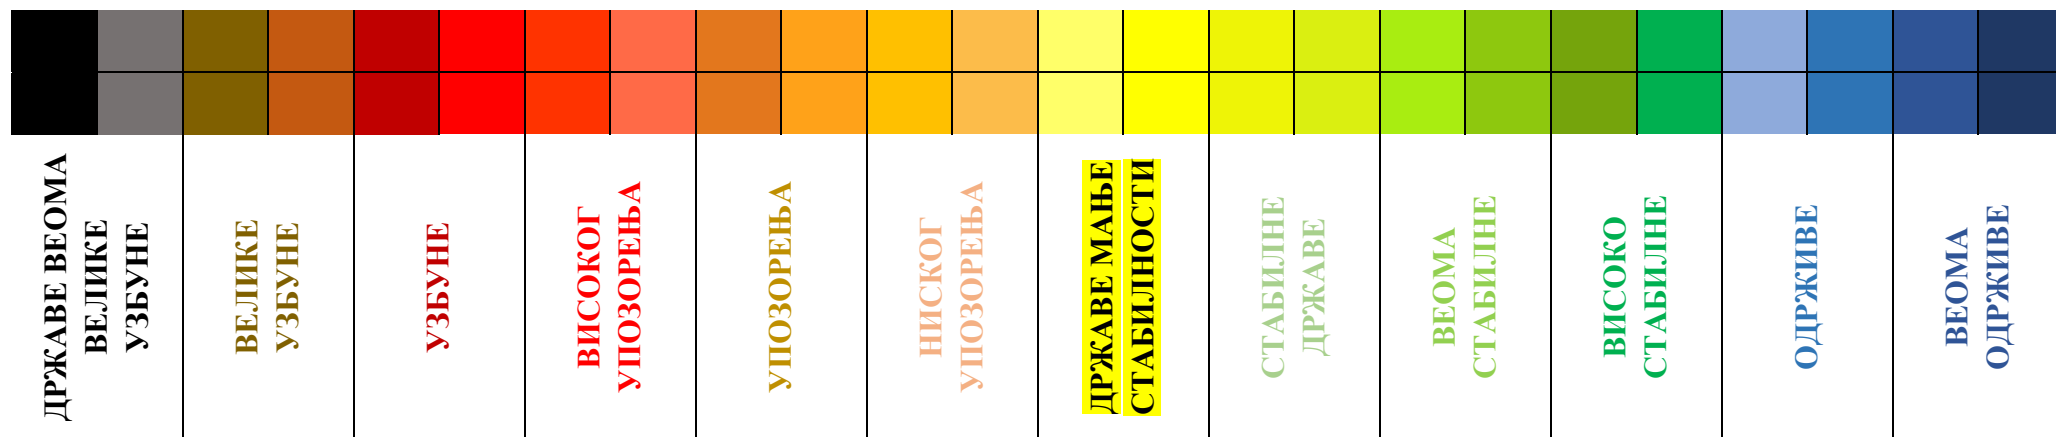 ДРЖАВЕ ВЕОМА
ВЕЛИКЕ
УЗБУНЕ
ВЕЛИКЕ
УЗБУНЕ
УЗБУНЕ
ВИСОКОГ
УПОЗОРЕЊА
УПОЗОРЕЊА
НИСКОГ
УПОЗОРЕЊА
ДРЖАВЕ МАЊЕ
СТАБИЛНОСТИ
СТАБИЛНЕ
ДРЖАВЕ
ВЕОМА
СТАБИЛНЕ
ВИСОКО
СТАБИЛНЕ
ОДРЖИВЕ
ВЕОМА
ОДРЖИВЕ